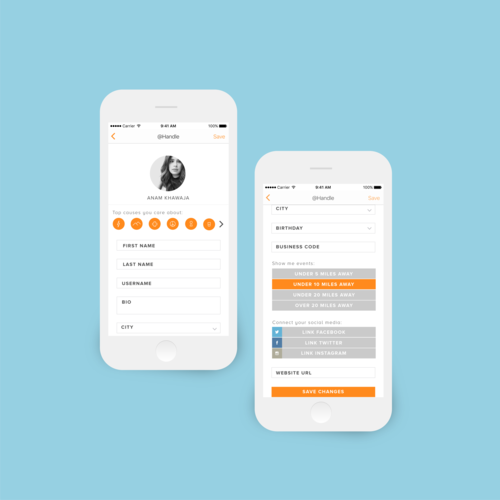 Carrier
9:41 AM
100%
@Handle
Save
ANAM KHAWAJA
Top causes you care about:
FIRST NAME
LAST NAME
USERNAME
BIO
CITY
Carrier
9:41 AM
100%
@Handle
Save
CITY
BIRTHDAY
BUSINESS CODE
Show me events:
UNDER 5 MILES AWAY
UNDER 10 MILES AWAY
UNDER 20 MILES AWAY
OVER 20 MILES AWAY
Connect your social media:
LINK FACEBOOK
LINK TWITTER
LINK INSTAGRAM
WEBSITE URL
SAVE CHANGES